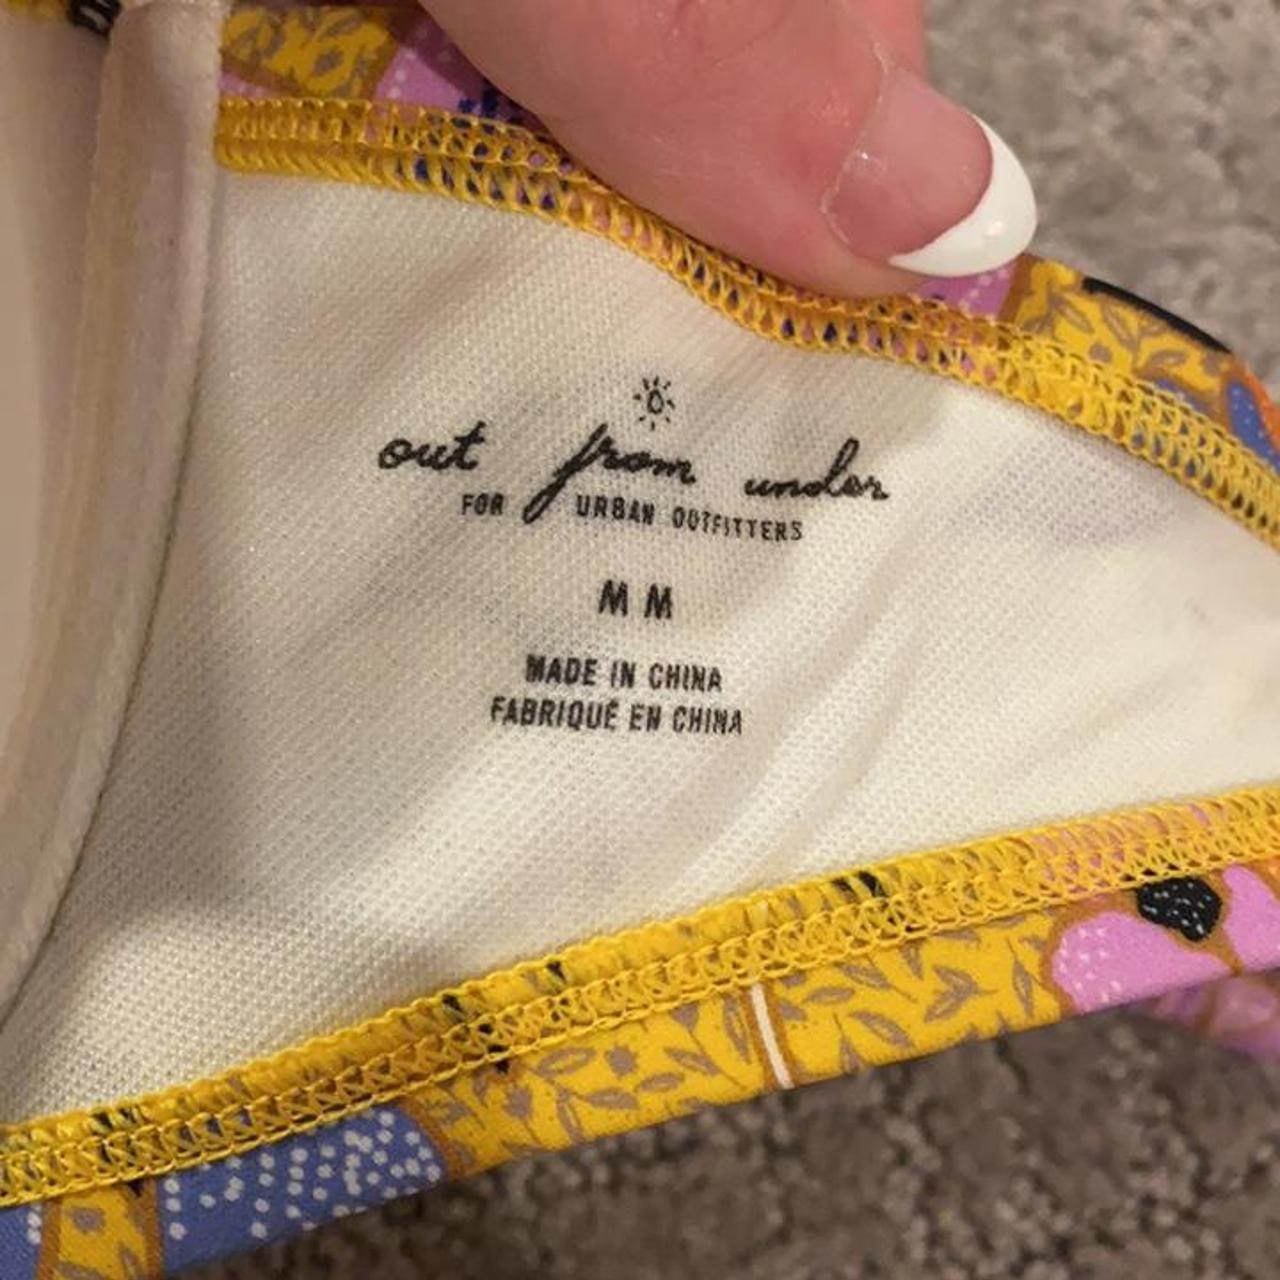 out from under
FOR URBAN OUTFITTERS
M M
MADE IN CHINA
FABRIQUÉ EN CHINA